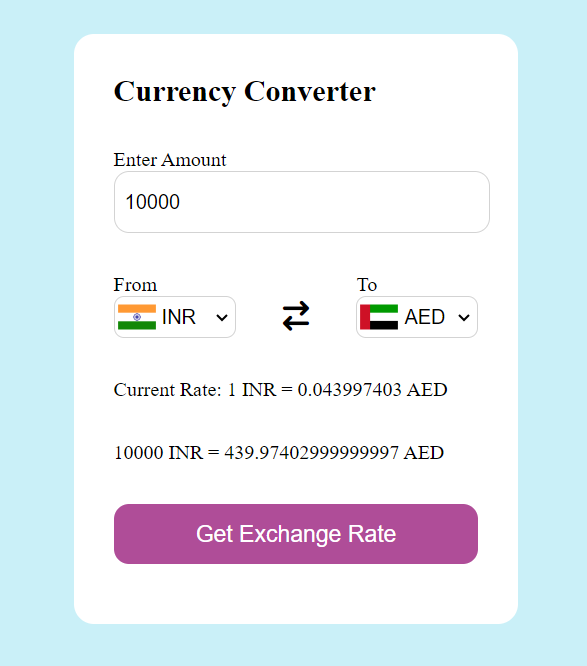 Currency Converter
Enter Amount
10000
From
To
INR
AED
Current Rate: 1 INR = 0.043997403 AED
10000 INR = 439.97402999999997 AED
Get Exchange Rate